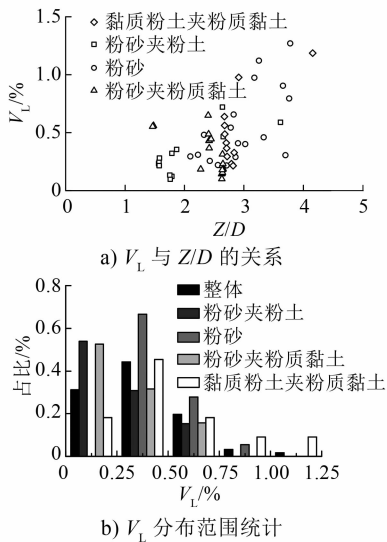 黏质粉土夹粉质黏土
粉砂夹粉土
粉砂
粉砂夹粉质黏土
1.5
1.0
0.5
0
V_L/%
0 1 2 3 4 5
Z/D
a) V_L 与 Z/D 的关系
整体
粉砂夹粉土
粉砂
粉砂夹粉质黏土
黏质粉土夹粉质黏土
0.8
0.6
0.4
0.2
0
占比/%
0.25 0.50 0.75 1.00 1.25
V_L/%
b) V_L 分布范围统计